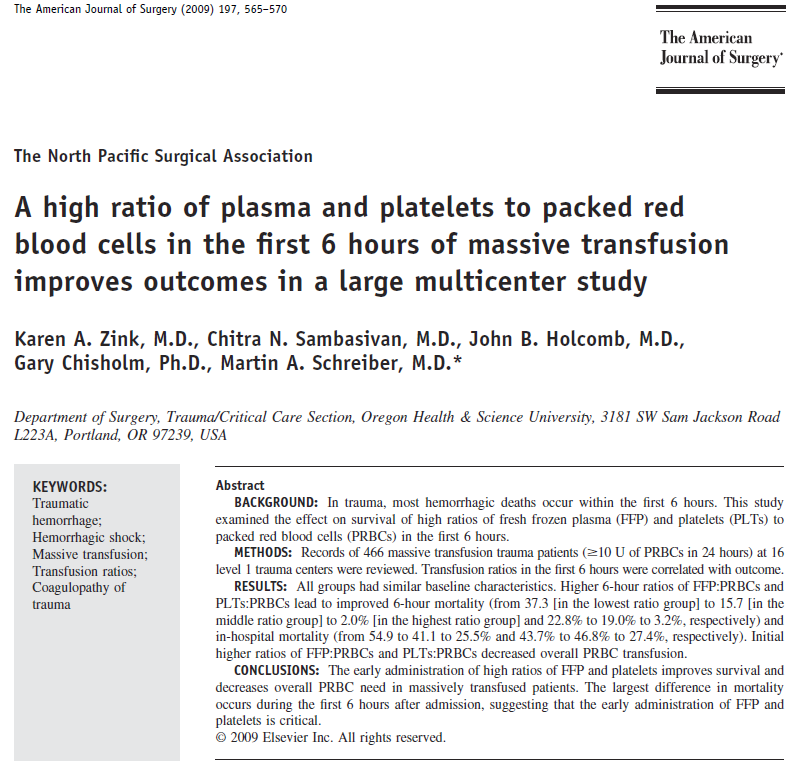 The American Journal of Surgery (2009) 197, 565–570
The American
Journal of Surgery®
The North Pacific Surgical Association
A high ratio of plasma and platelets to packed red
blood cells in the first 6 hours of massive transfusion
improves outcomes in a large multicenter study
Karen A. Zink, M.D., Chitra N. Sambasivan, M.D., John B. Holcomb, M.D.,
Gary Chisholm, Ph.D., Martin A. Schreiber, M.D.*
Department of Surgery, Trauma/Critical Care Section, Oregon Health & Science University, 3181 SW Sam Jackson Road
L223A, Portland, OR 97239, USA
KEYWORDS:
Traumatic
hemorrhage;
Hemorrhagic shock;
Massive transfusion;
Transfusion ratios;
Coagulopathy of
trauma
Abstract
BACKGROUND: In trauma, most hemorrhagic deaths occur within the first 6 hours. This study
examined the effect on survival of high ratios of fresh frozen plasma (FFP) and platelets (PLTs) to
packed red blood cells (PRBCs) in the first 6 hours.
METHODS: Records of 466 massive transfusion trauma patients (≥10 U of PRBCs in 24 hours) at 16
level 1 trauma centers were reviewed. Transfusion ratios in the first 6 hours were correlated with outcome.
RESULTS: All groups had similar baseline characteristics. Higher 6-hour ratios of FFP:PRBCs and
PLTs:PRBCs lead to improved 6-hour mortality (from 37.3 [in the lowest ratio group] to 15.7 [in the
middle ratio group] to 2.0% [in the highest ratio group] and 22.8% to 19.0% to 3.2%, respectively) and
in-hospital mortality (from 54.9 to 41.1 to 25.5% and 43.7% to 46.8% to 27.4%, respectively). Initial
higher ratios of FFP:PRBCs and PLTs:PRBCs decreased overall PRBC transfusion.
CONCLUSIONS: The early administration of high ratios of FFP and platelets improves survival and
decreases overall PRBC need in massively transfused patients. The largest difference in mortality
occurs during the first 6 hours after admission, suggesting that the early administration of FFP and
platelets is critical.
© 2009 Elsevier Inc. All rights reserved.